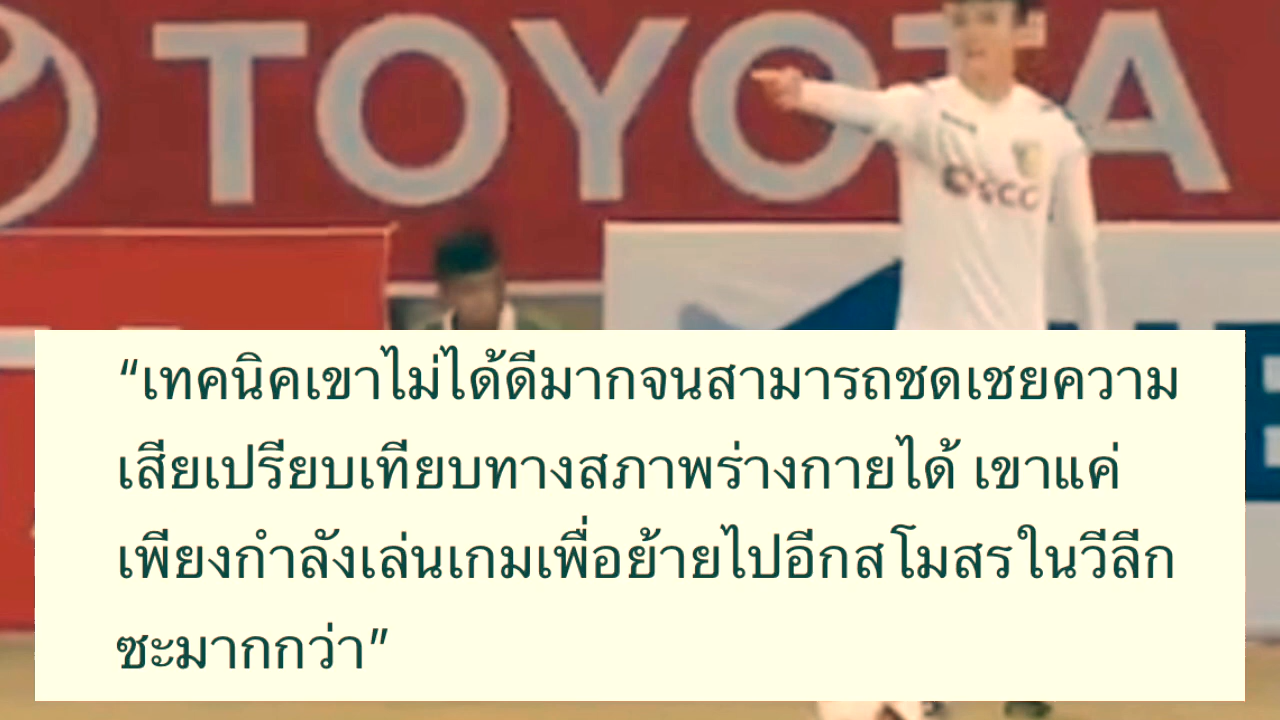 TOYOTA
“เทคนิคเขาไม่ได้ดีมากจนสามารถชดเชยความ
เสียเปรียบเทียบทางสภาพร่างกายได้ เขาแค่
เพียงกำลังเล่นเกมเพื่อย้ายไปอีกสโมสรในวีลีก
ซะมากกว่า”